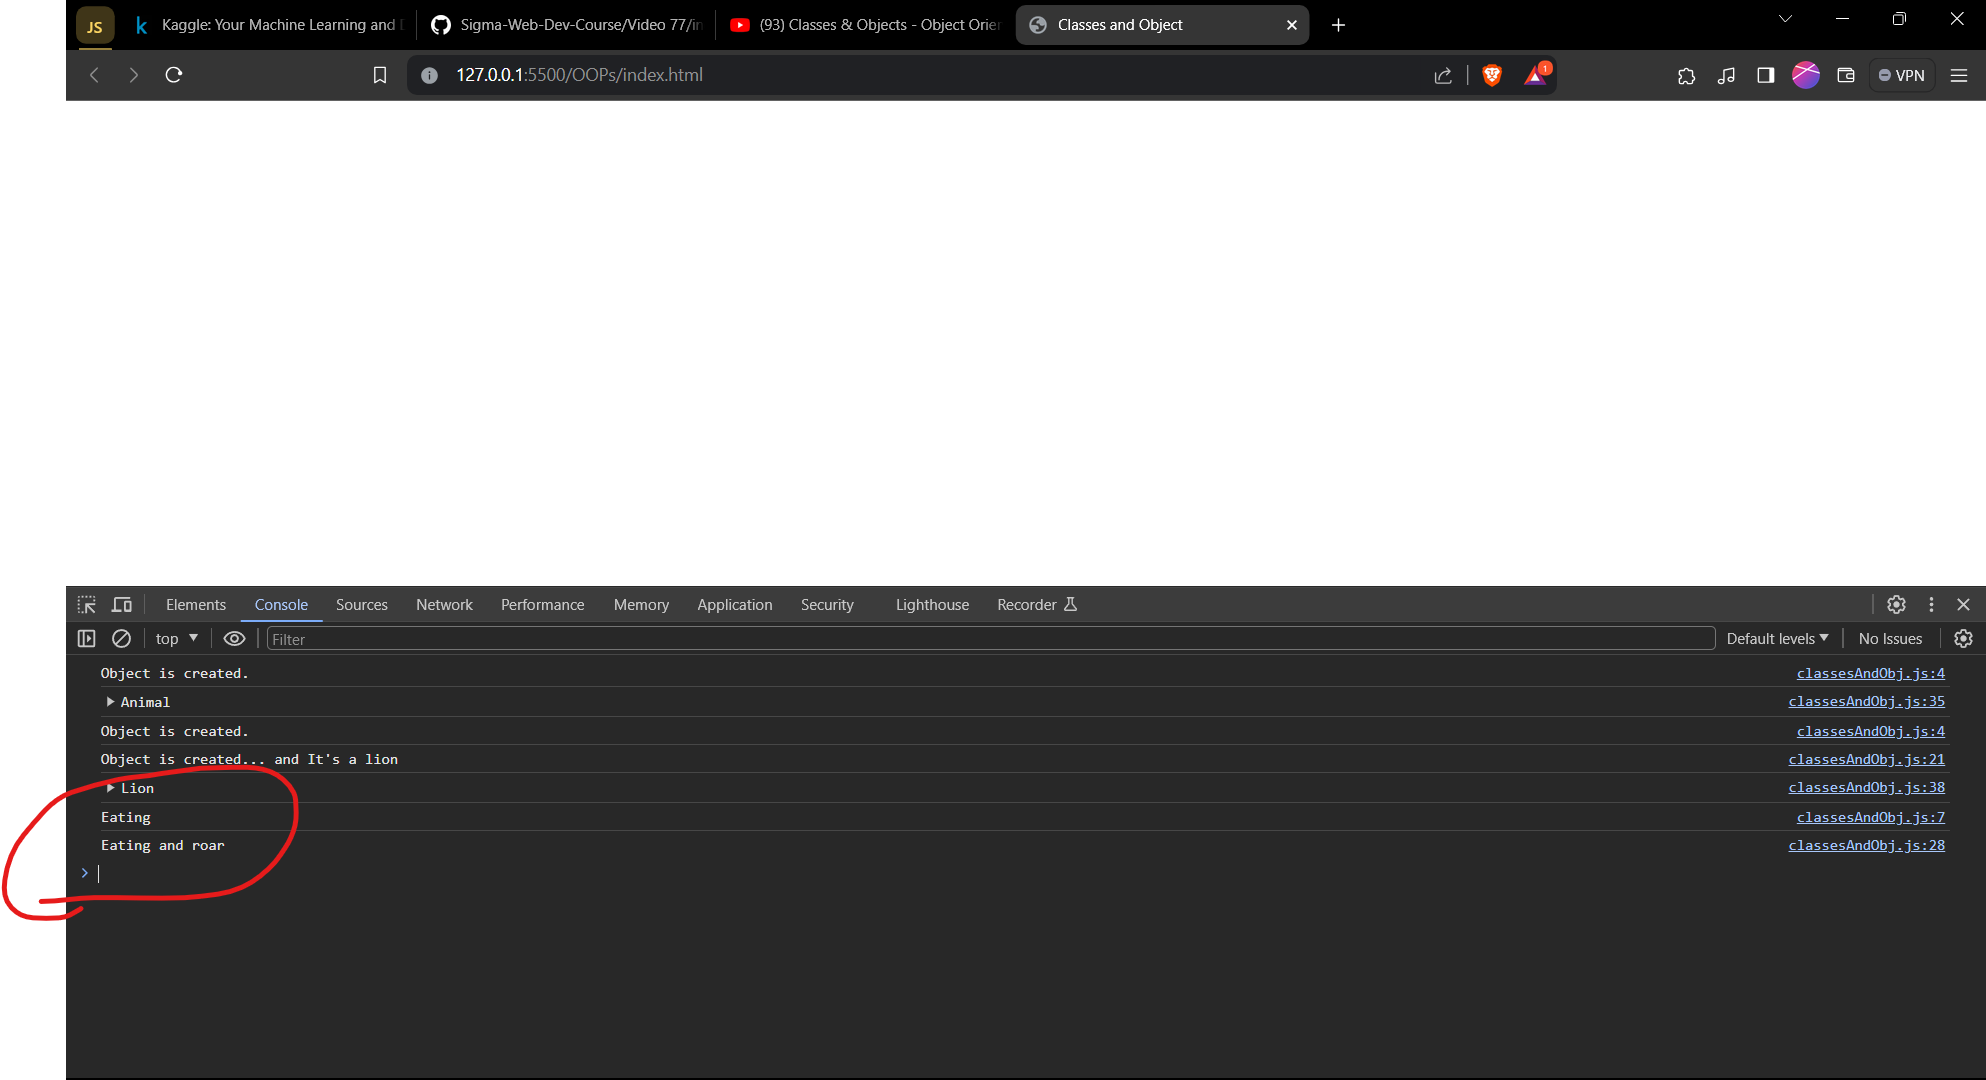 JS
Kaggle: Your Machine Learning and
Sigma-Web-Dev-Course/Video 77/in
(93) Classes & Objects - Object Orien
Classes and Object
127.0.0.1:5500/OOPs/index.html
1
VPN
Elements Console Sources Network Performance Memory Application Security Lighthouse Recorder
top Filter Default levels No Issues
Object is created. classesAndObj.js:4
Animal classesAndObj.js:35
Object is created. classesAndObj.js:4
Object is created... and It's a lion classesAndObj.js:21
Lion classesAndObj.js:38
Eating classesAndObj.js:7
Eating and roar classesAndObj.js:28